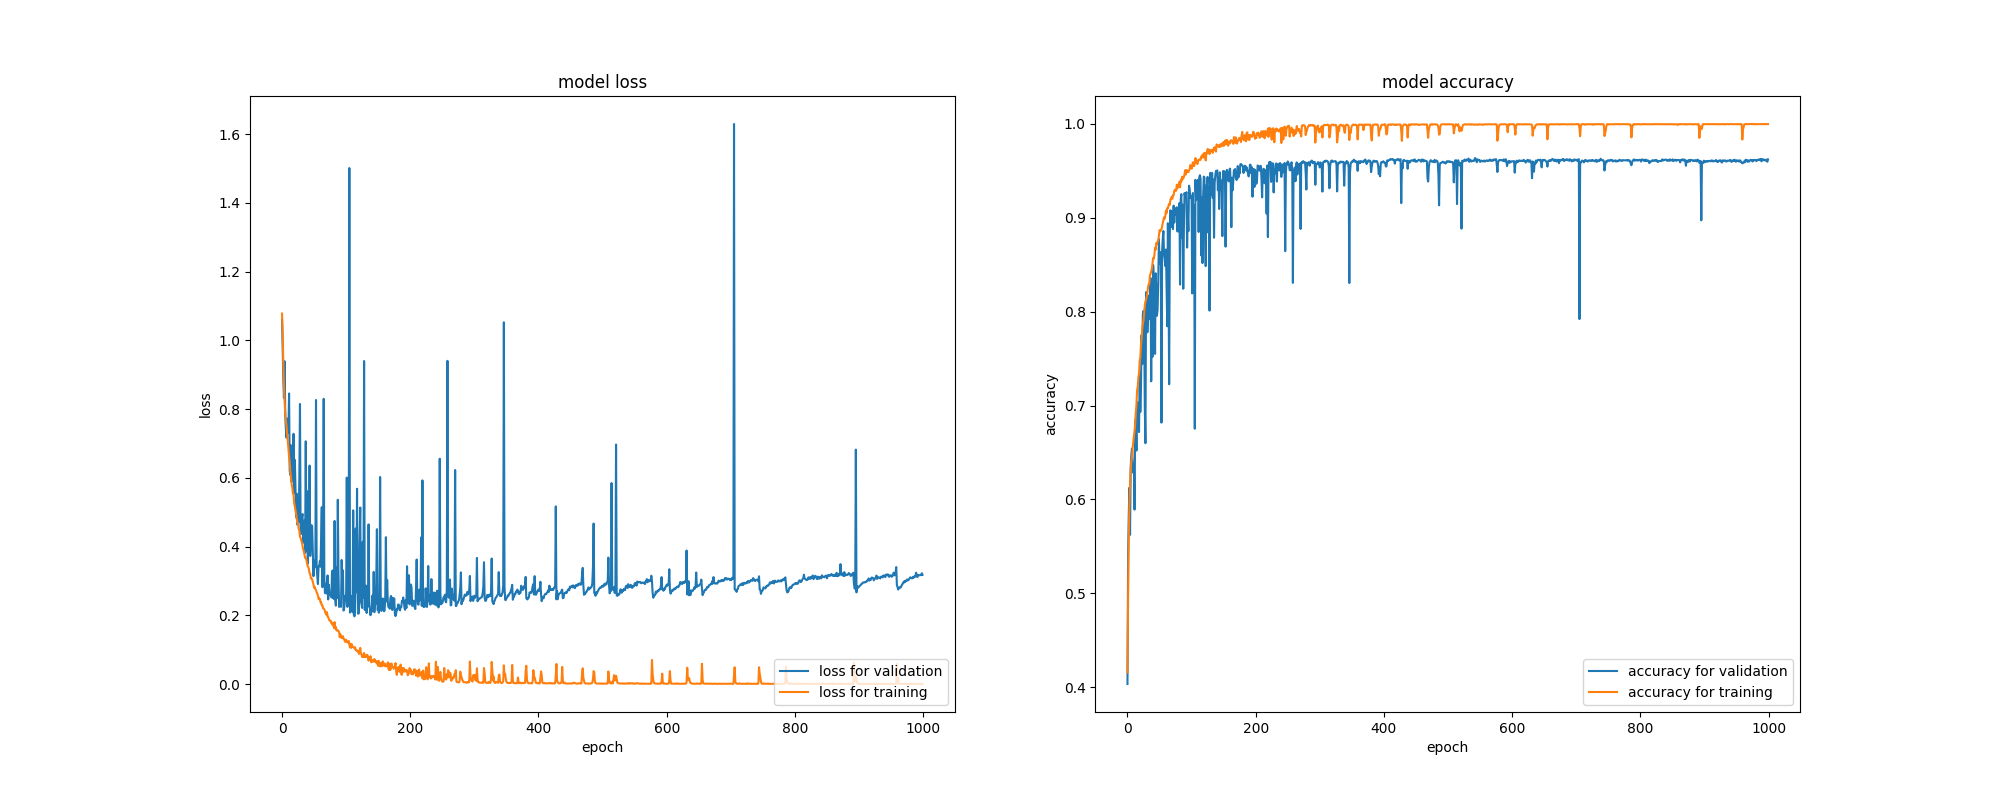 model loss
1.6
1.4
1.2
1.0
0.8
0.6
0.4
0.2
0.0
loss
0
200
400
600
800
1000
epoch
loss for validation
loss for training
model accuracy
1.0
0.9
0.8
0.7
0.6
0.5
0.4
accuracy
0
200
400
600
800
1000
epoch
accuracy for validation
accuracy for training